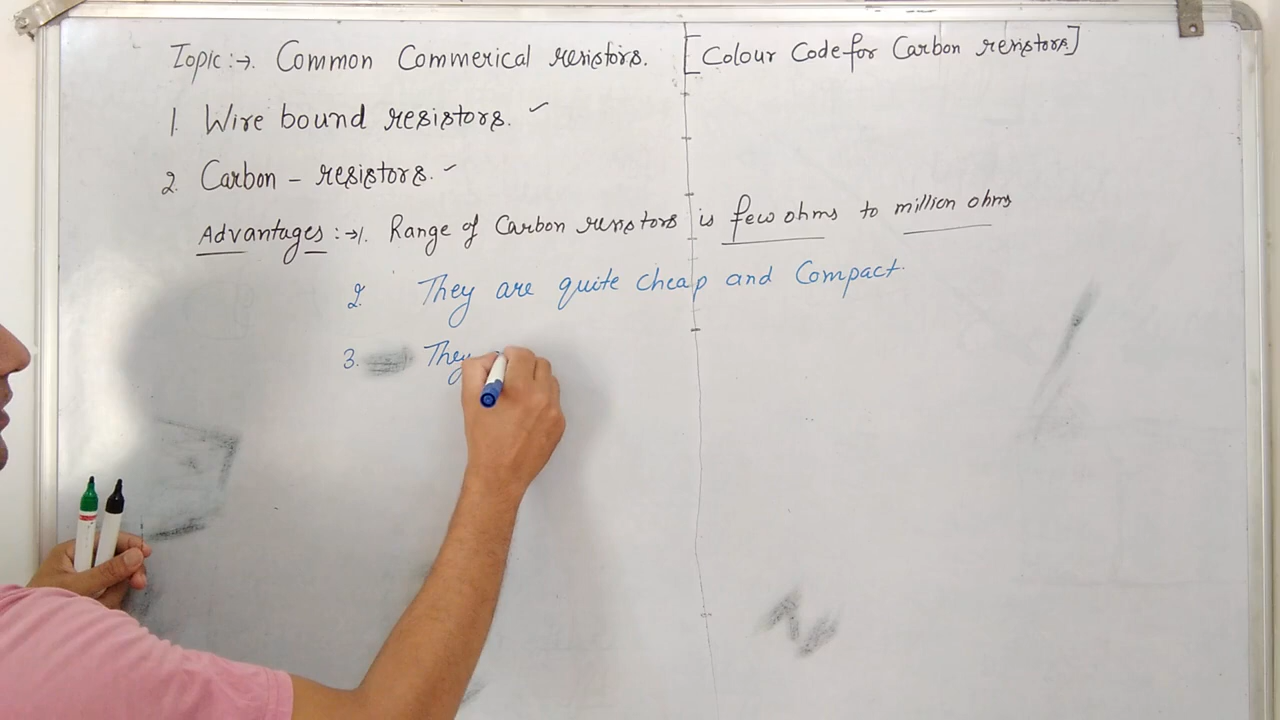 Topic :→. Common Commerical resistors. [Colour Code for Carbon resistors]
1. Wire bound resistors. ✓
2. Carbon - resistors. ✓
Advantages :→ 1. Range of Carbon resistors is few ohms to million ohms
2. They are quite cheap and Compact.
3. They